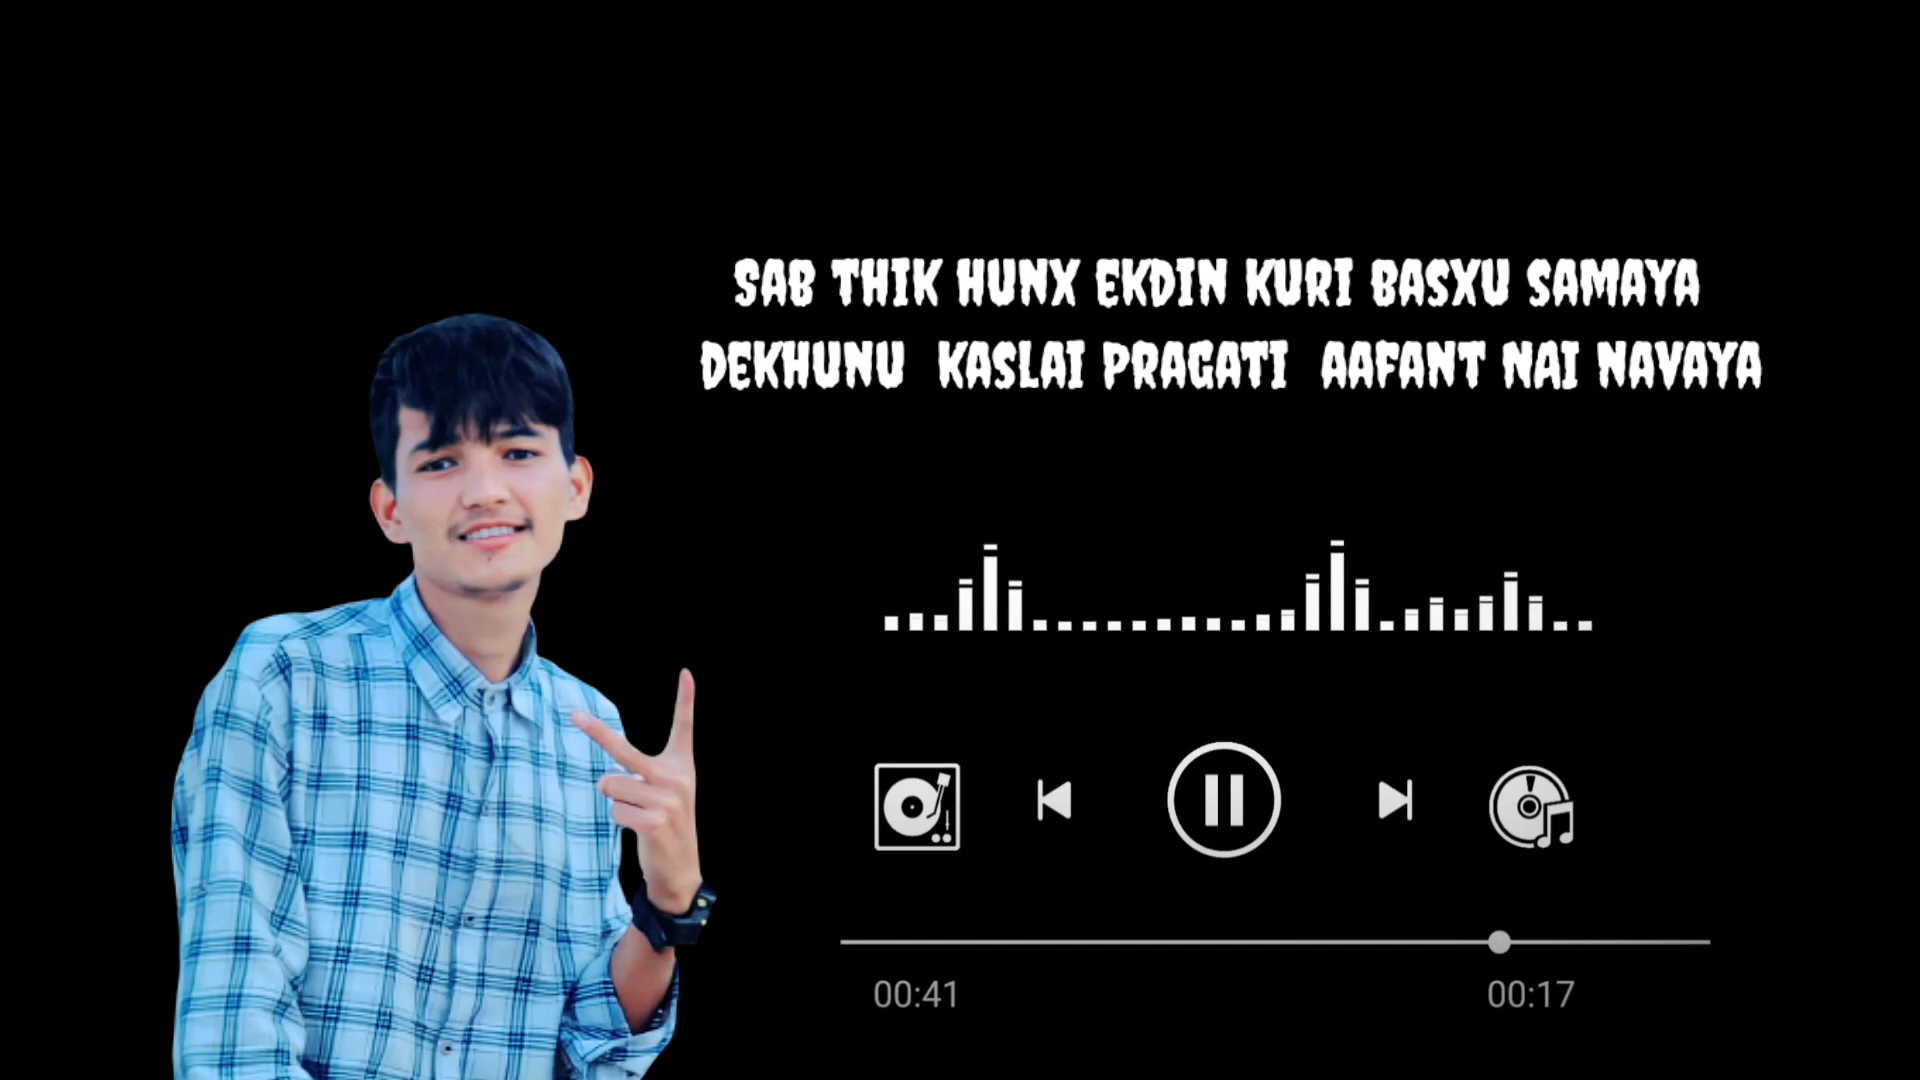 SAB THIK HUNX EKDIN KURI BASXU SAMAYA
DEKHUNU KASLAI PRAGATI AAFANT NAI NAVAYA
00:41
00:17